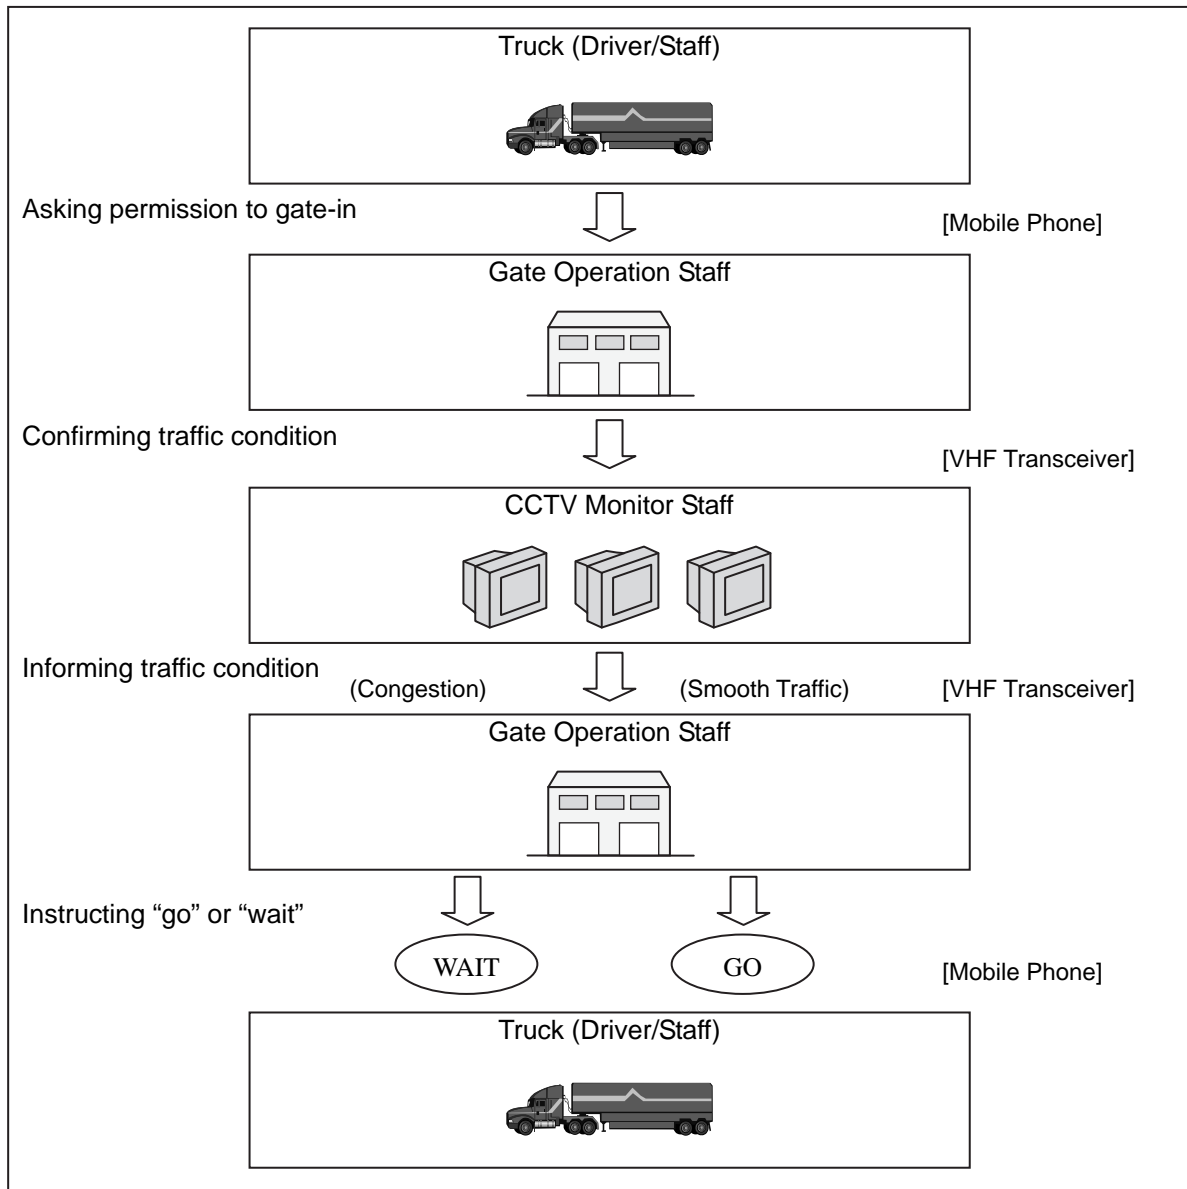 Truck (Driver/Staff)
Asking permission to gate-in
[Mobile Phone]
Gate Operation Staff
Confirming traffic condition
[VHF Transceiver]
CCTV Monitor Staff
Informing traffic condition
(Congestion)
(Smooth Traffic)
[VHF Transceiver]
Gate Operation Staff
Instructing “go” or “wait”
WAIT
GO
[Mobile Phone]
Truck (Driver/Staff)